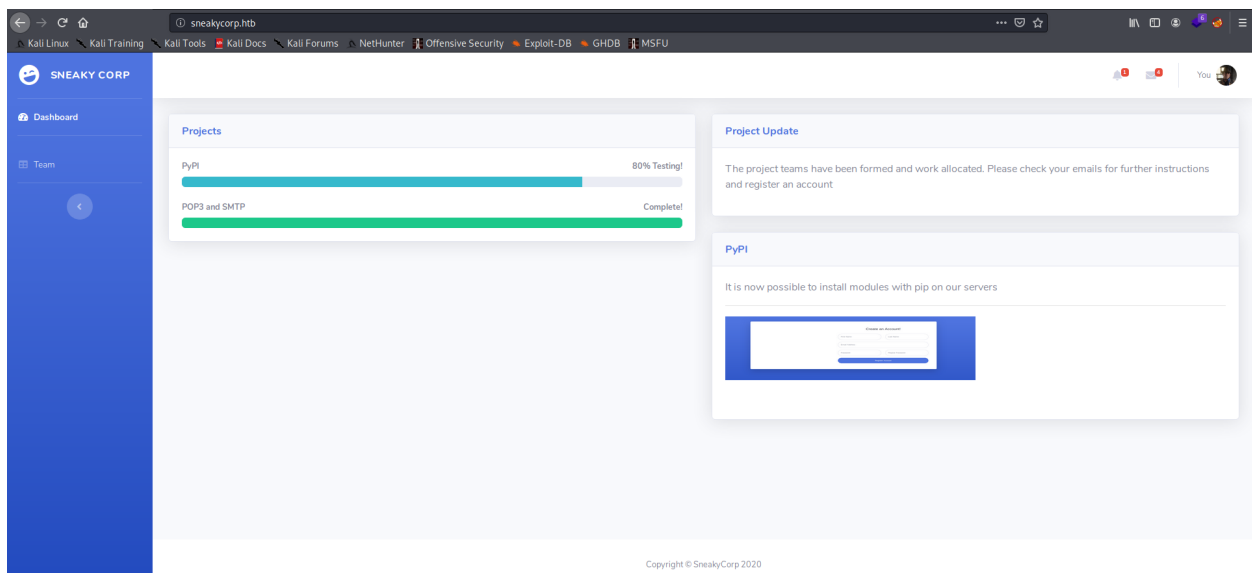 sneakycorp.htb
Kali Linux Kali Training Kali Tools Kali Docs Kali Forums NetHunter Offensive Security Exploit-DB GHDB MSFU
SNEAKY CORP
1 4 You
Dashboard
Team
Projects
PyPI 80% Testing!
POP3 and SMTP Complete!
Project Update
The project teams have been formed and work allocated. Please check your emails for further instructions
and register an account
PyPI
It is now possible to install modules with pip on our servers
Create an Account!
Copyright © SneakyCorp 2020